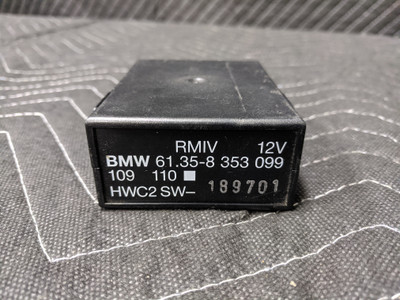 RMIV 12V
BMW 61.35-8 353 099
109 110 ■
HWC2 SW- 189701